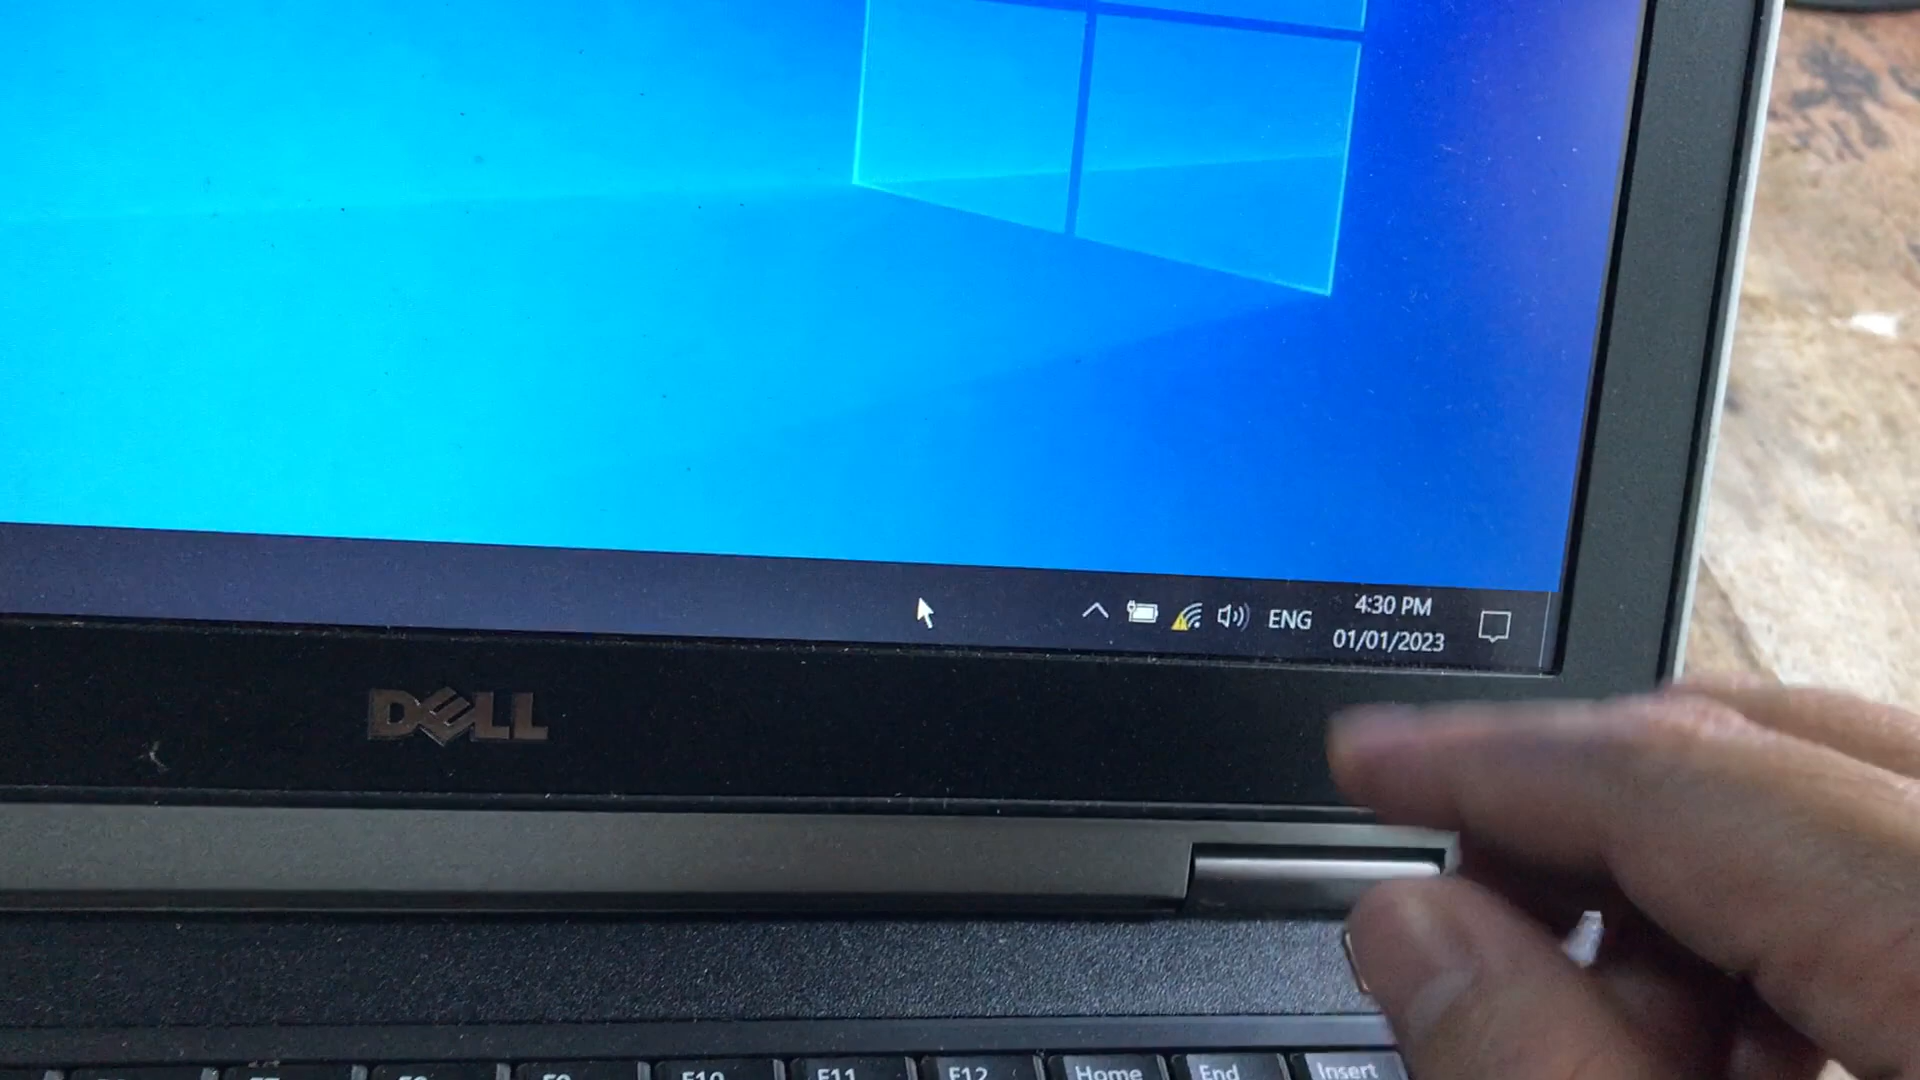 ENG
4:30 PM
01/01/2023
DELL
F10
F11
F12
Home
End
Insert